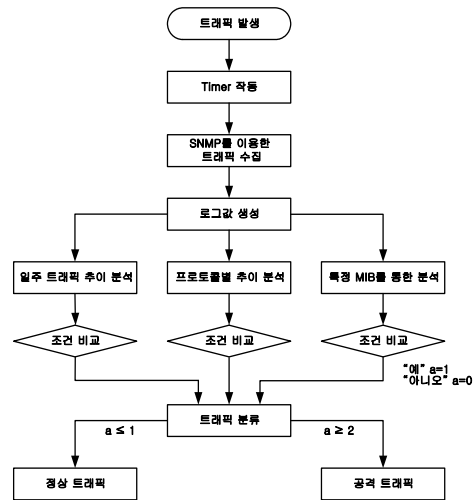 트래픽 발생
Timer 작동
SNMP를 이용한
트래픽 수집
로그값 생성
일주 트래픽 추이 분석
프로토콜별 추이 분석
특정 MIB를 통한 분석
조건 비교
조건 비교
조건 비교
“예” a=1
“아니오” a=0
트래픽 분류
a ≤ 1
a ≥ 2
정상 트래픽
공격 트래픽